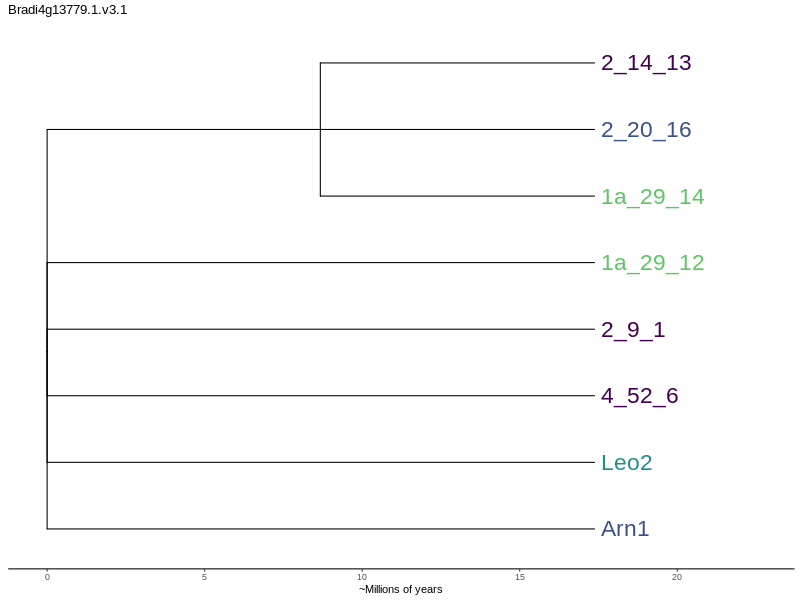 Bradi4g13779.1.v3.1
2_14_13
2_20_16
1a_29_14
1a_29_12
2_9_1
4_52_6
Leo2
Arn1
0 5 10 15 20
~Millions of years